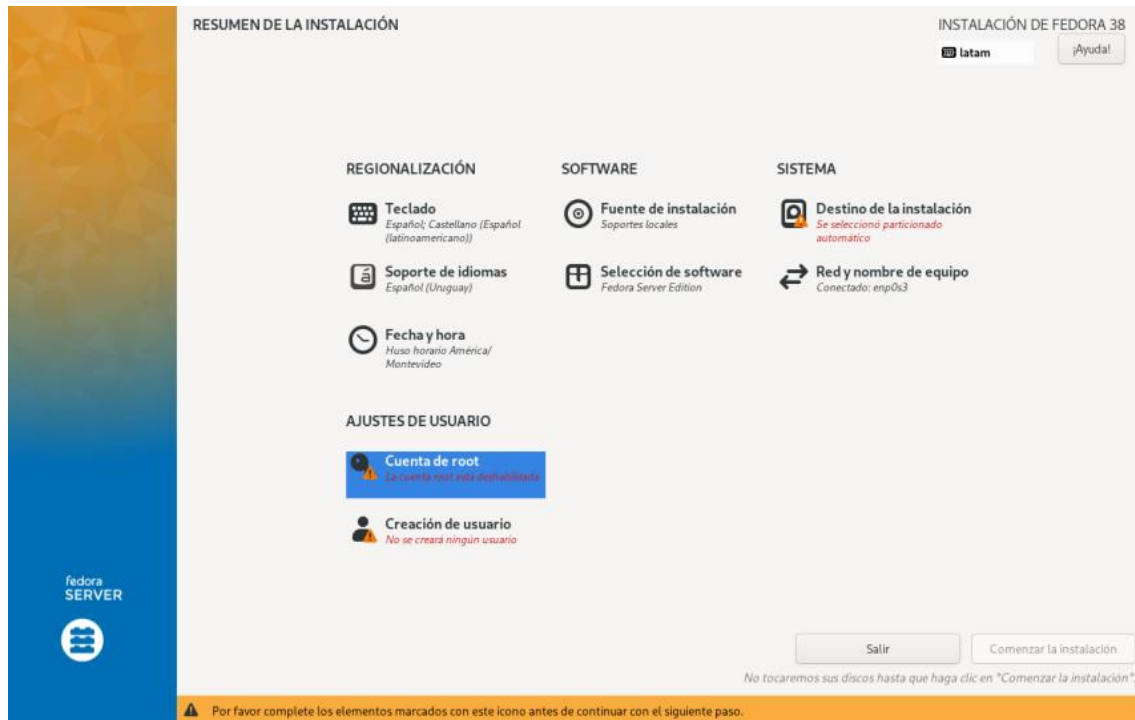 RESUMEN DE LA INSTALACIÓN
INSTALACIÓN DE FEDORA 38
latam
¡Ayuda!
REGIONALIZACIÓN
Teclado
Español; Castellano (Español
(latinoamericano))
Soporte de idiomas
Español (Uruguay)
Fecha y hora
Huso horario América/
Montevideo
SOFTWARE
Fuente de instalación
Soportes locales
Selección de software
Fedora Server Edition
SISTEMA
Destino de la instalación
Se seleccionó particionado
automático
Red y nombre de equipo
Conectado: enp0s3
AJUSTES DE USUARIO
Cuenta de root
La cuenta root está deshabilitada
Creación de usuario
No se creará ningún usuario
fedora
SERVER
Salir
Comenzar la instalación
No tocaremos sus discos hasta que haga clic en "Comenzar la instalación".
Por favor complete los elementos marcados con este icono antes de continuar con el siguiente paso.